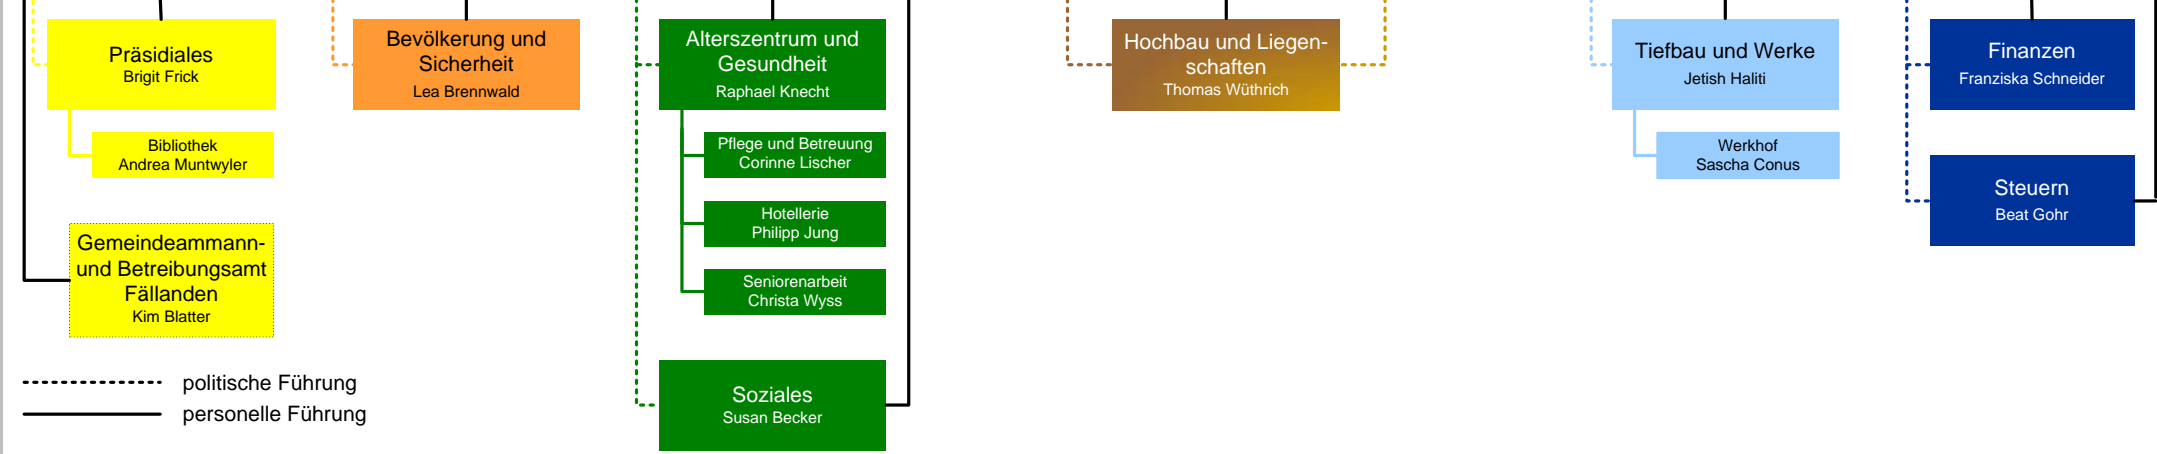 Präsidiales
Brigit Frick
Bibliothek
Andrea Muntwyler
Gemeindeammann-
und Betreibungsamt
Fällanden
Kim Blatter
Bevölkerung und
Sicherheit
Lea Brennwald
Alterszentrum und
Gesundheit
Raphael Knecht
Pflege und Betreuung
Corinne Lischer
Hotellerie
Philipp Jung
Seniorenarbeit
Christa Wyss
Soziales
Susan Becker
Hochbau und Liegen-
schaften
Thomas Wüthrich
Tiefbau und Werke
Jetish Haliti
Werkhof
Sascha Conus
Finanzen
Franziska Schneider
Steuern
Beat Gohr
politische Führung
personelle Führung